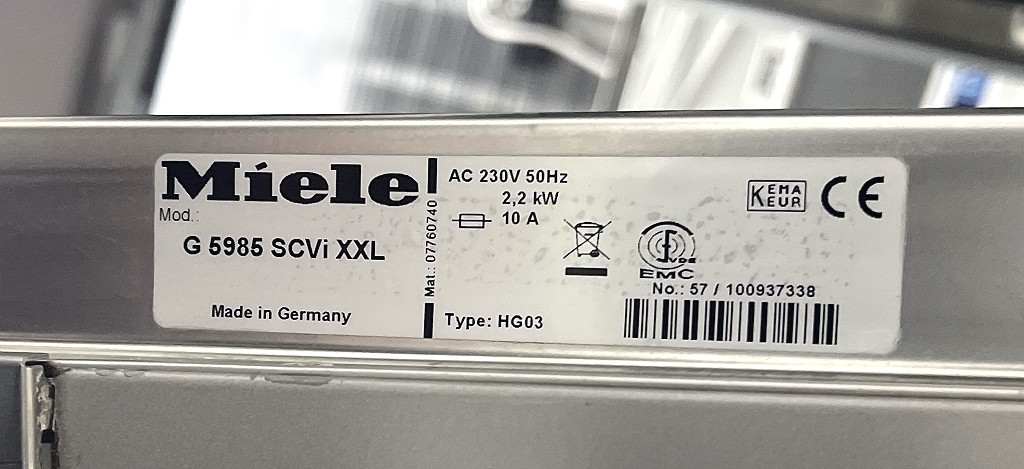 Miele
Mod.:
G 5985 SCVi XXL
Made in Germany
Mat.: 07760740
AC 230V 50Hz
2,2 kW
10 A
Type: HG03
KEMA
KEUR
CE
VDE
EMC
No.: 57 / 100937338